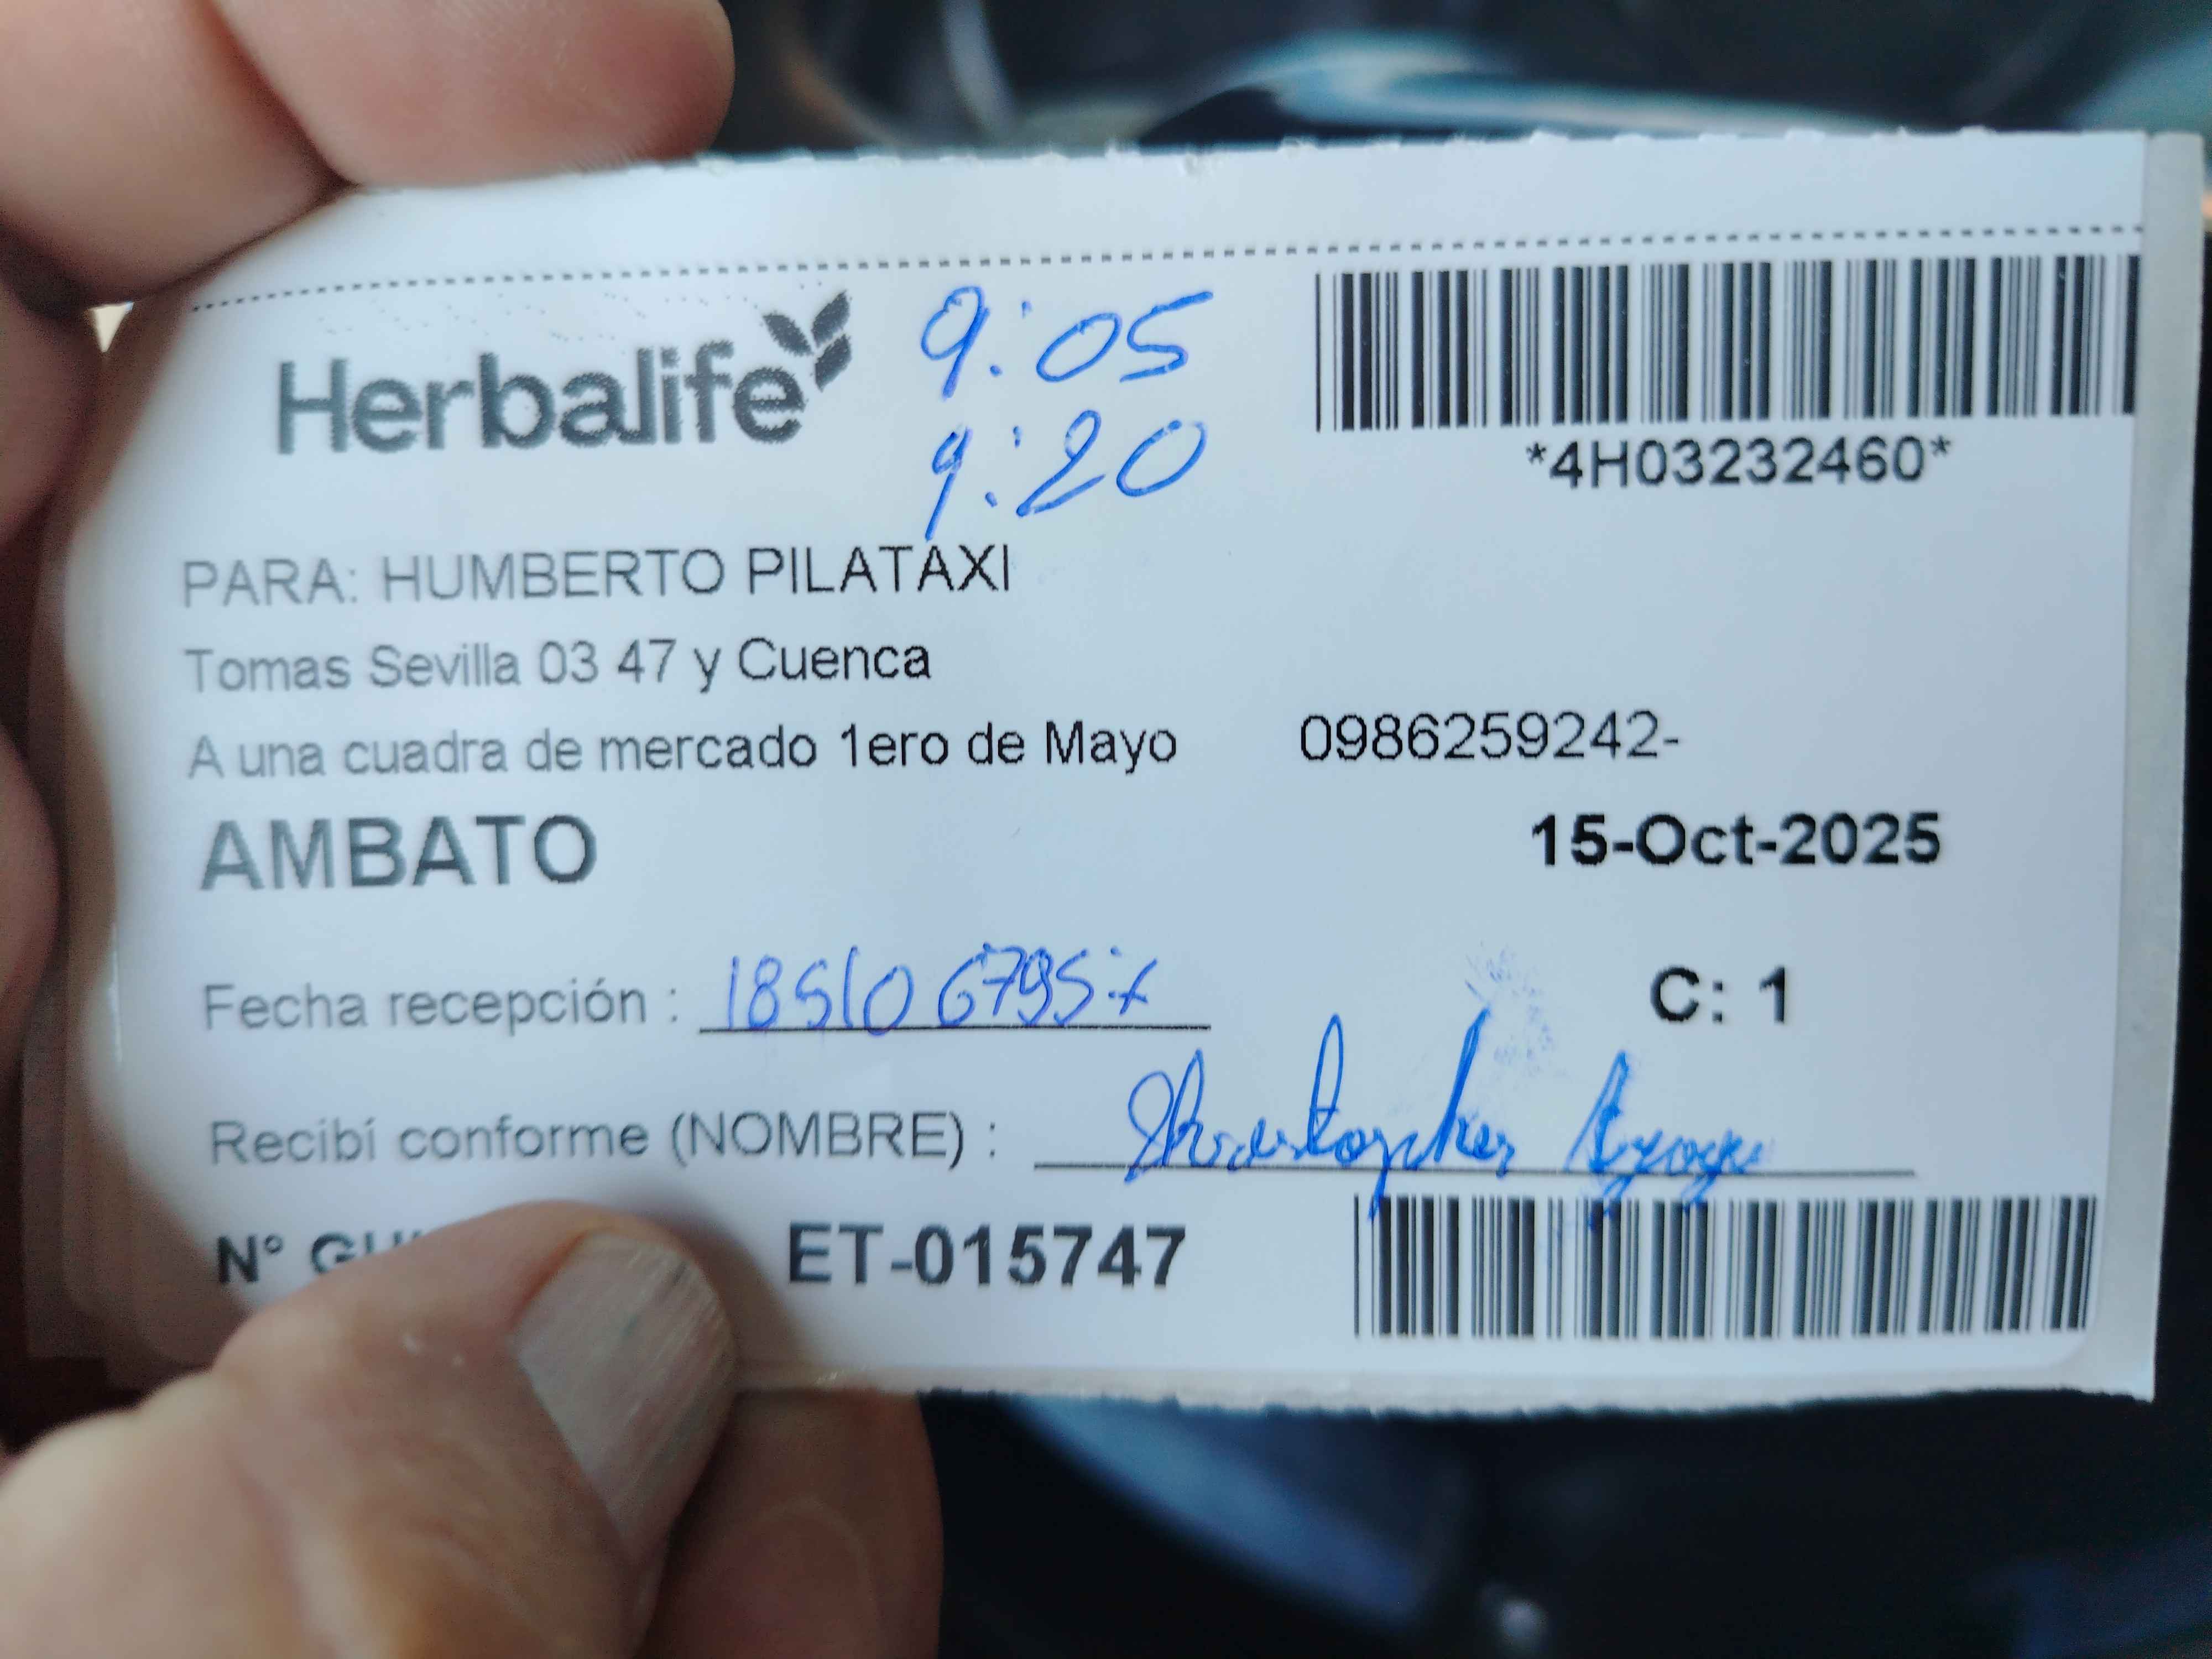 Herbalife
9:05
9:20
*4H03232460*
PARA: HUMBERTO PILATAXI
Tomas Sevilla 03 47 y Cuenca
A una cuadra de mercado 1ero de Mayo 0986259242-
AMBATO
15-Oct-2025
Fecha recepción :
C: 1
Recibí conforme (NOMBRE) :
N° ET-015747